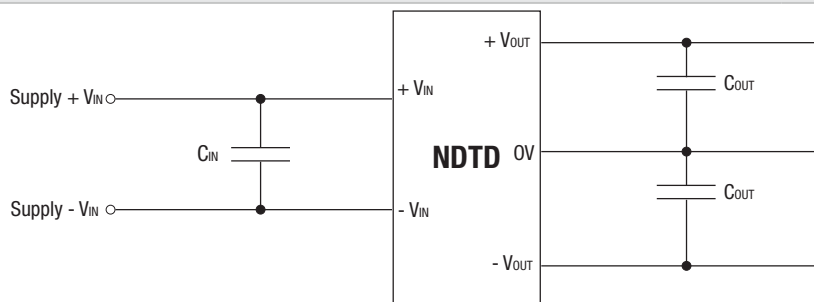 + VOUT
COUT
Supply + VIN
+ VIN
CIN
NDTD
0V
COUT
Supply - VIN
- VIN
- VOUT